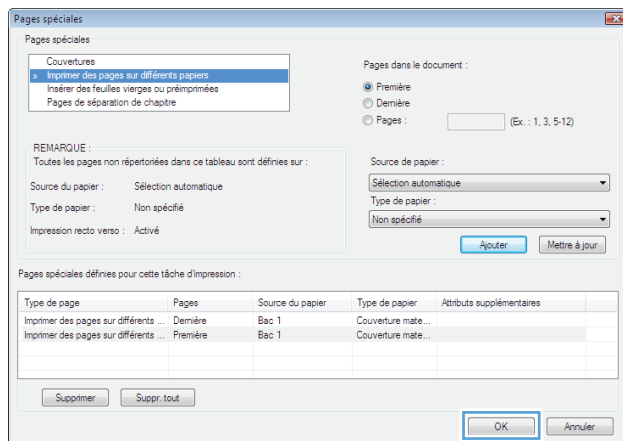 Pages spéciales
Pages spéciales
Couvertures
» Imprimer des pages sur différents papiers
Insérer des feuilles vierges ou préimprimées
Pages de séparation de chapitre
Pages dans le document :
Première
Dernière
Pages :
(Ex. : 1, 3, 5-12)
REMARQUE :
Toutes les pages non répertoriées dans ce tableau sont définies sur :
Source du papier : Sélection automatique
Type de papier : Non spécifié
Impression recto verso : Activé
Source de papier :
Sélection automatique
Type de papier :
Non spécifié
Ajouter Mettre à jour
Pages spéciales définies pour cette tâche d'impression :
Type de page Pages Source du papier Type de papier Attributs supplémentaires
Imprimer des pages sur différents ... Dernière Bac 1 Couverture mate...
Imprimer des pages sur différents ... Première Bac 1 Couverture mate...
Supprimer Suppr. tout
OK Annuler